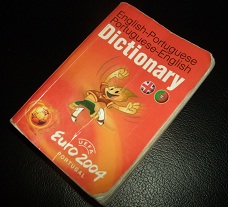 English-Portuguese
Portuguese-English
Dictionary
UEFA
Euro 2004
PORTUGAL